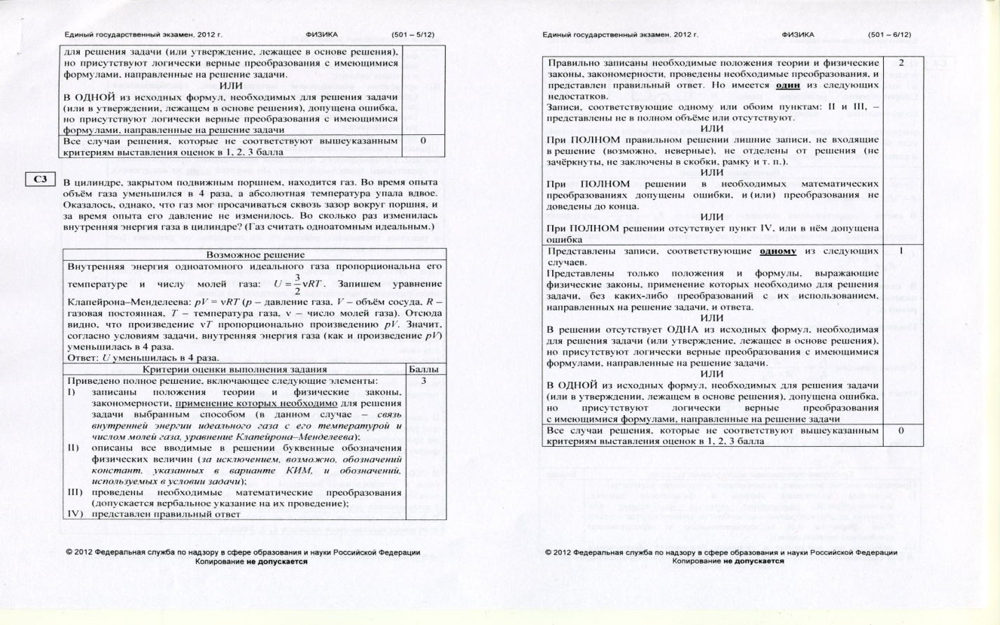 Единый государственный экзамен, 2012 г. ФИЗИКА (501 – 5/12)
для решения задачи (или утверждение, лежащее в основе решения),
но присутствуют логически верные преобразования с имеющимися
формулами, направленные на решение задачи.
ИЛИ
В ОДНОЙ из исходных формул, необходимых для решения задачи
(или в утверждении, лежащем в основе решения), допущена ошибка,
но присутствуют логически верные преобразования с имеющимися
формулами, направленные на решение задачи
Все случаи решения, которые не соответствуют вышеуказанным 0
критериям выставления оценок в 1, 2, 3 балла
С3
В цилиндре, закрытом подвижным поршнем, находится газ. Во время опыта
объём газа уменьшился в 4 раза, а абсолютная температура упала вдвое.
Оказалось, однако, что газ мог просачиваться сквозь зазор вокруг поршня, и
за время опыта его давление не изменилось. Во сколько раз изменилась
внутренняя энергия газа в цилиндре? (Газ считать одноатомным идеальным.)
Возможное решение
Внутренняя энергия одноатомного идеального газа пропорциональна его
температуре и числу молей газа: U = 3/2 νRT. Запишем уравнение
Клапейрона–Менделеева: pV = νRT (p – давление газа, V – объём сосуда, R –
газовая постоянная, T – температура газа, ν – число молей газа). Отсюда
видно, что произведение νT пропорционально произведению pV. Значит,
согласно условиям задачи, внутренняя энергия газа (как и произведение pV)
уменьшилась в 4 раза.
Ответ: U уменьшилась в 4 раза.
Критерии оценки выполнения задания Баллы
Приведено полное решение, включающее следующие элементы: 3
I) записаны положения теории и физические законы,
закономерности, применение которых необходимо для решения
задачи выбранным способом (в данном случае – связь
внутренней энергии идеального газа с его температурой и
числом молей газа, уравнение Клапейрона–Менделеева);
II) описаны все вводимые в решении буквенные обозначения
физических величин (за исключением, возможно, обозначений
констант, указанных в варианте КИМ, и обозначений,
используемых в условии задачи);
III) проведены необходимые математические преобразования
(допускается вербальное указание на их проведение);
IV) представлен правильный ответ
© 2012 Федеральная служба по надзору в сфере образования и науки Российской Федерации
Копирование не допускается
Единый государственный экзамен, 2012 г. ФИЗИКА (501 – 6/12)
Правильно записаны необходимые положения теории и физические 2
законы, закономерности, проведены необходимые преобразования, и
представлен правильный ответ. Но имеется один из следующих
недостатков.
Записи, соответствующие одному или обоим пунктам: II и III, –
представлены не в полном объёме или отсутствуют.
ИЛИ
При ПОЛНОМ правильном решении лишние записи, не входящие
в решение (возможно, неверные), не отделены от решения (не
зачёркнуты, не заключены в скобки, рамку и т. п.).
ИЛИ
При ПОЛНОМ решении в необходимых математических
преобразованиях допущены ошибки, и (или) преобразования не
доведены до конца.
ИЛИ
При ПОЛНОМ решении отсутствует пункт IV, или в нём допущена
ошибка
Представлены записи, соответствующие одному из следующих 1
случаев.
Представлены только положения и формулы, выражающие
физические законы, применение которых необходимо для решения
задачи, без каких-либо преобразований с их использованием,
направленных на решение задачи, и ответа.
ИЛИ
В решении отсутствует ОДНА из исходных формул, необходимая
для решения задачи (или утверждение, лежащее в основе решения),
но присутствуют логически верные преобразования с имеющимися
формулами, направленные на решение задачи.
ИЛИ
В ОДНОЙ из исходных формул, необходимых для решения задачи
(или в утверждении, лежащем в основе решения), допущена ошибка,
но присутствуют логически верные преобразования
с имеющимися формулами, направленные на решение задачи
Все случаи решения, которые не соответствуют вышеуказанным 0
критериям выставления оценок в 1, 2, 3 балла
© 2012 Федеральная служба по надзору в сфере образования и науки Российской Федерации
Копирование не допускается